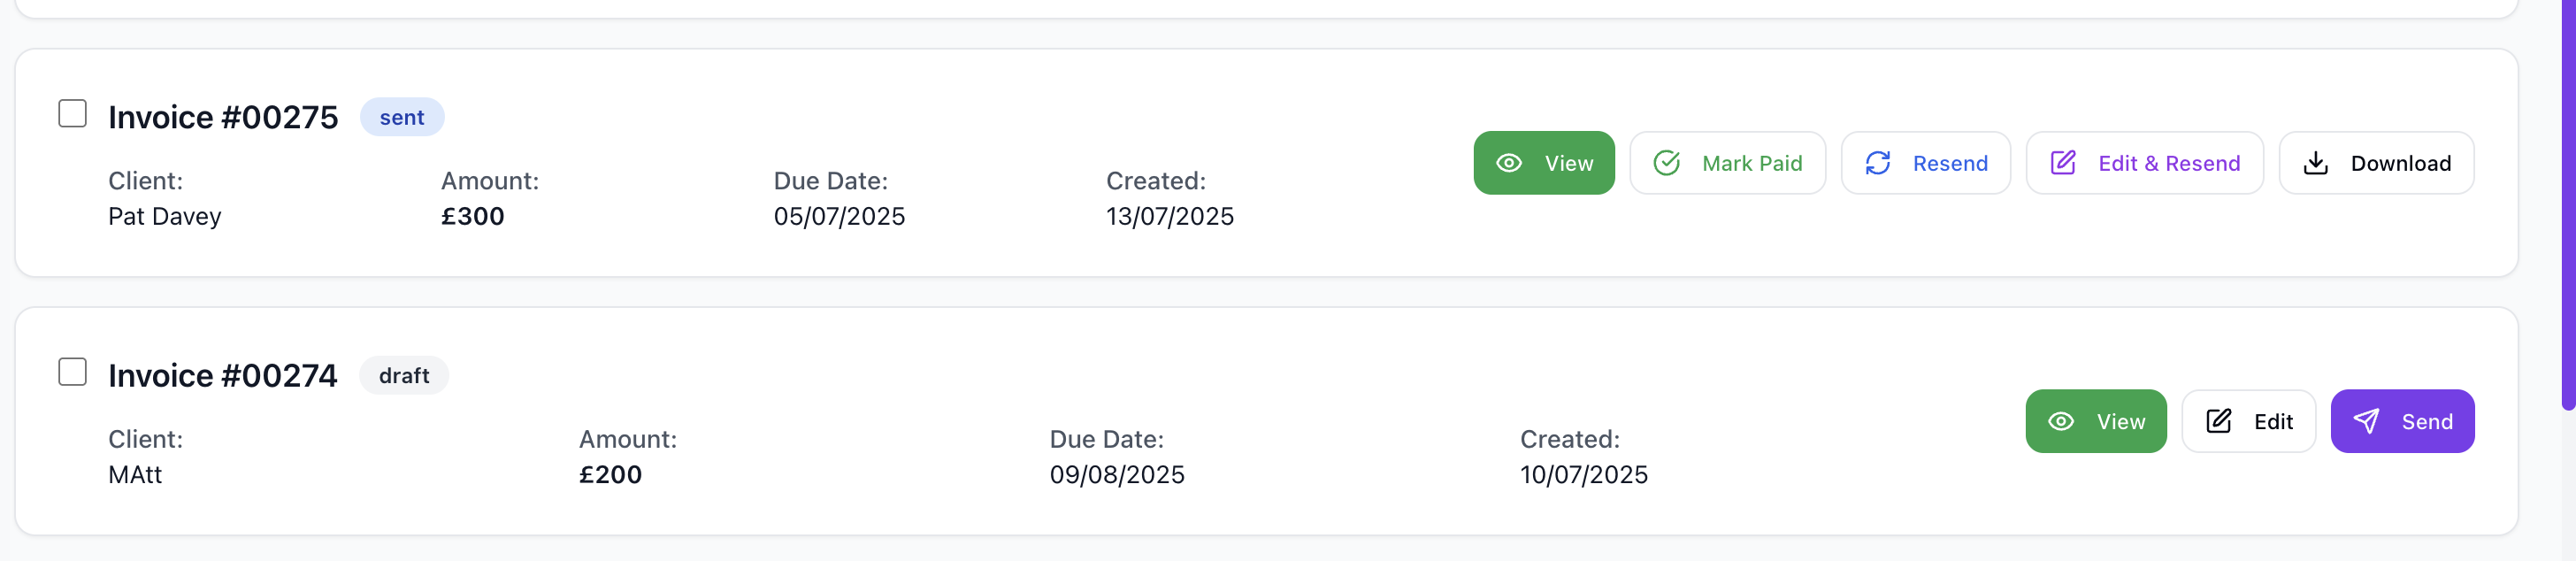 Invoice #00275 sent
View Mark Paid Resend Edit & Resend Download
Client: Amount: Due Date: Created:
Pat Davey £300 05/07/2025 13/07/2025
Invoice #00274 draft
View Edit Send
Client: Amount: Due Date: Created:
MAtt £200 09/08/2025 10/07/2025